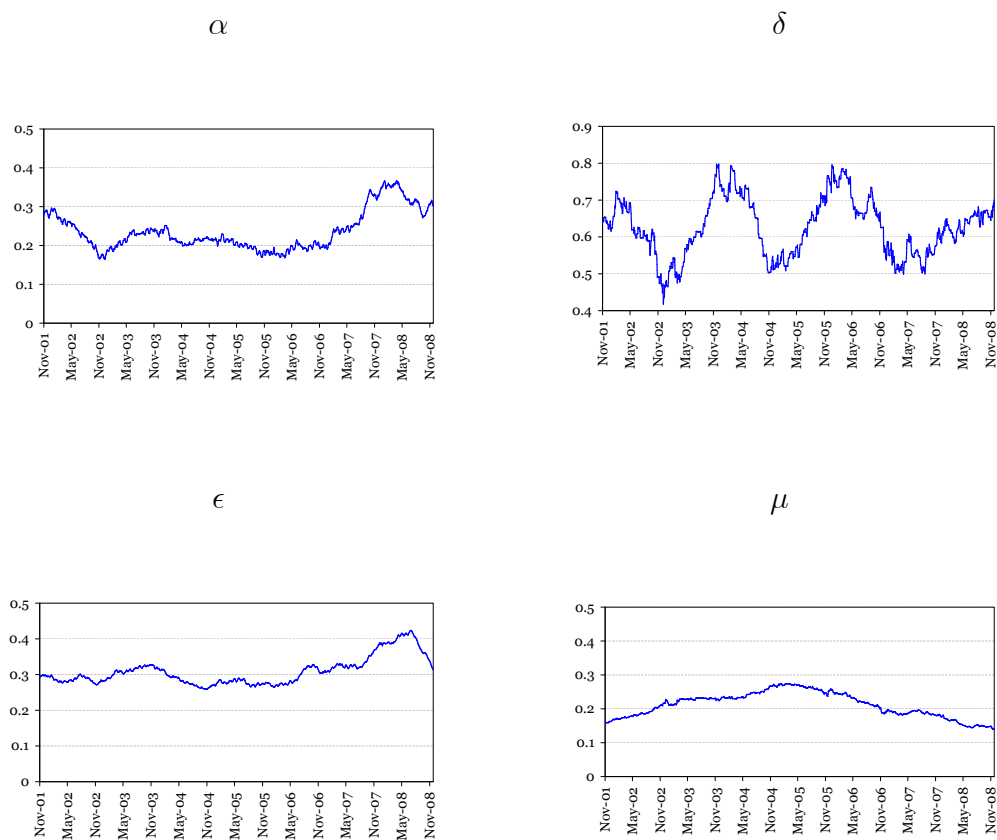 α
δ
0.5
0.4
0.3
0.2
0.1
0
Nov-01
May-02
Nov-02
May-03
Nov-03
May-04
Nov-04
May-05
Nov-05
May-06
Nov-06
May-07
Nov-07
May-08
Nov-08
0.9
0.8
0.7
0.6
0.5
0.4
Nov-01
May-02
Nov-02
May-03
Nov-03
May-04
Nov-04
May-05
Nov-05
May-06
Nov-06
May-07
Nov-07
May-08
Nov-08
ϵ
μ
0.5
0.4
0.3
0.2
0.1
0
Nov-01
May-02
Nov-02
May-03
Nov-03
May-04
Nov-04
May-05
Nov-05
May-06
Nov-06
May-07
Nov-07
May-08
Nov-08
0.5
0.4
0.3
0.2
0.1
0
Nov-01
May-02
Nov-02
May-03
Nov-03
May-04
Nov-04
May-05
Nov-05
May-06
Nov-06
May-07
Nov-07
May-08
Nov-08